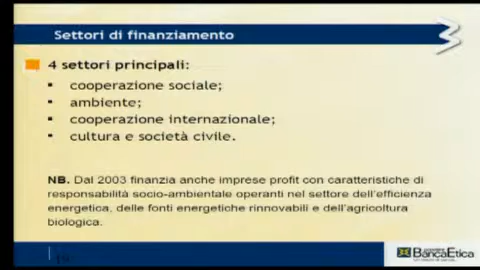 Settori di finanziamento
4 settori principali:
▪ cooperazione sociale;
▪ ambiente;
▪ cooperazione internazionale;
▪ cultura e società civile.
NB. Dal 2003 finanzia anche imprese profit con caratteristiche di
responsabilità socio-ambientale operanti nel settore dell'efficienza
energetica, delle fonti energetiche rinnovabili e dell'agricoltura
biologica.
BancaEtica